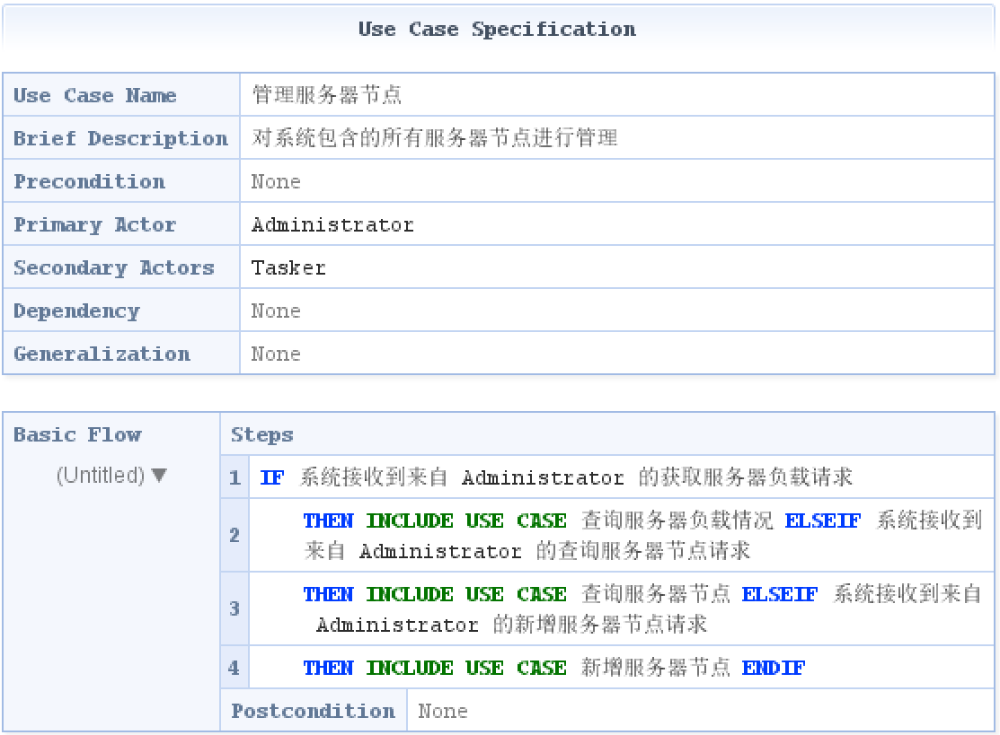 Use Case Specification
Use Case Name 管理服务器节点
Brief Description 对系统包含的所有服务器节点进行管理
Precondition None
Primary Actor Administrator
Secondary Actors Tasker
Dependency None
Generalization None
Basic Flow Steps
(Untitled) ▼
1 IF 系统接收到来自 Administrator 的获取服务器负载请求
2 THEN INCLUDE USE CASE 查询服务器负载情况 ELSEIF 系统接收到
来自 Administrator 的查询服务器节点请求
3 THEN INCLUDE USE CASE 查询服务器节点 ELSEIF 系统接收到来自
Administrator 的新增服务器节点请求
4 THEN INCLUDE USE CASE 新增服务器节点 ENDIF
Postcondition None